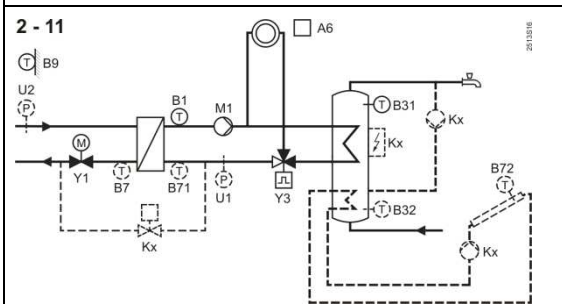 2 - 11
A6
2513S16
T B9
U2
P
B1
T
M1
T B31
Kx
Kx
M
Y1
T
B7
T
B71
P
U1
Y3
T B32
B72
T
Kx
Kx